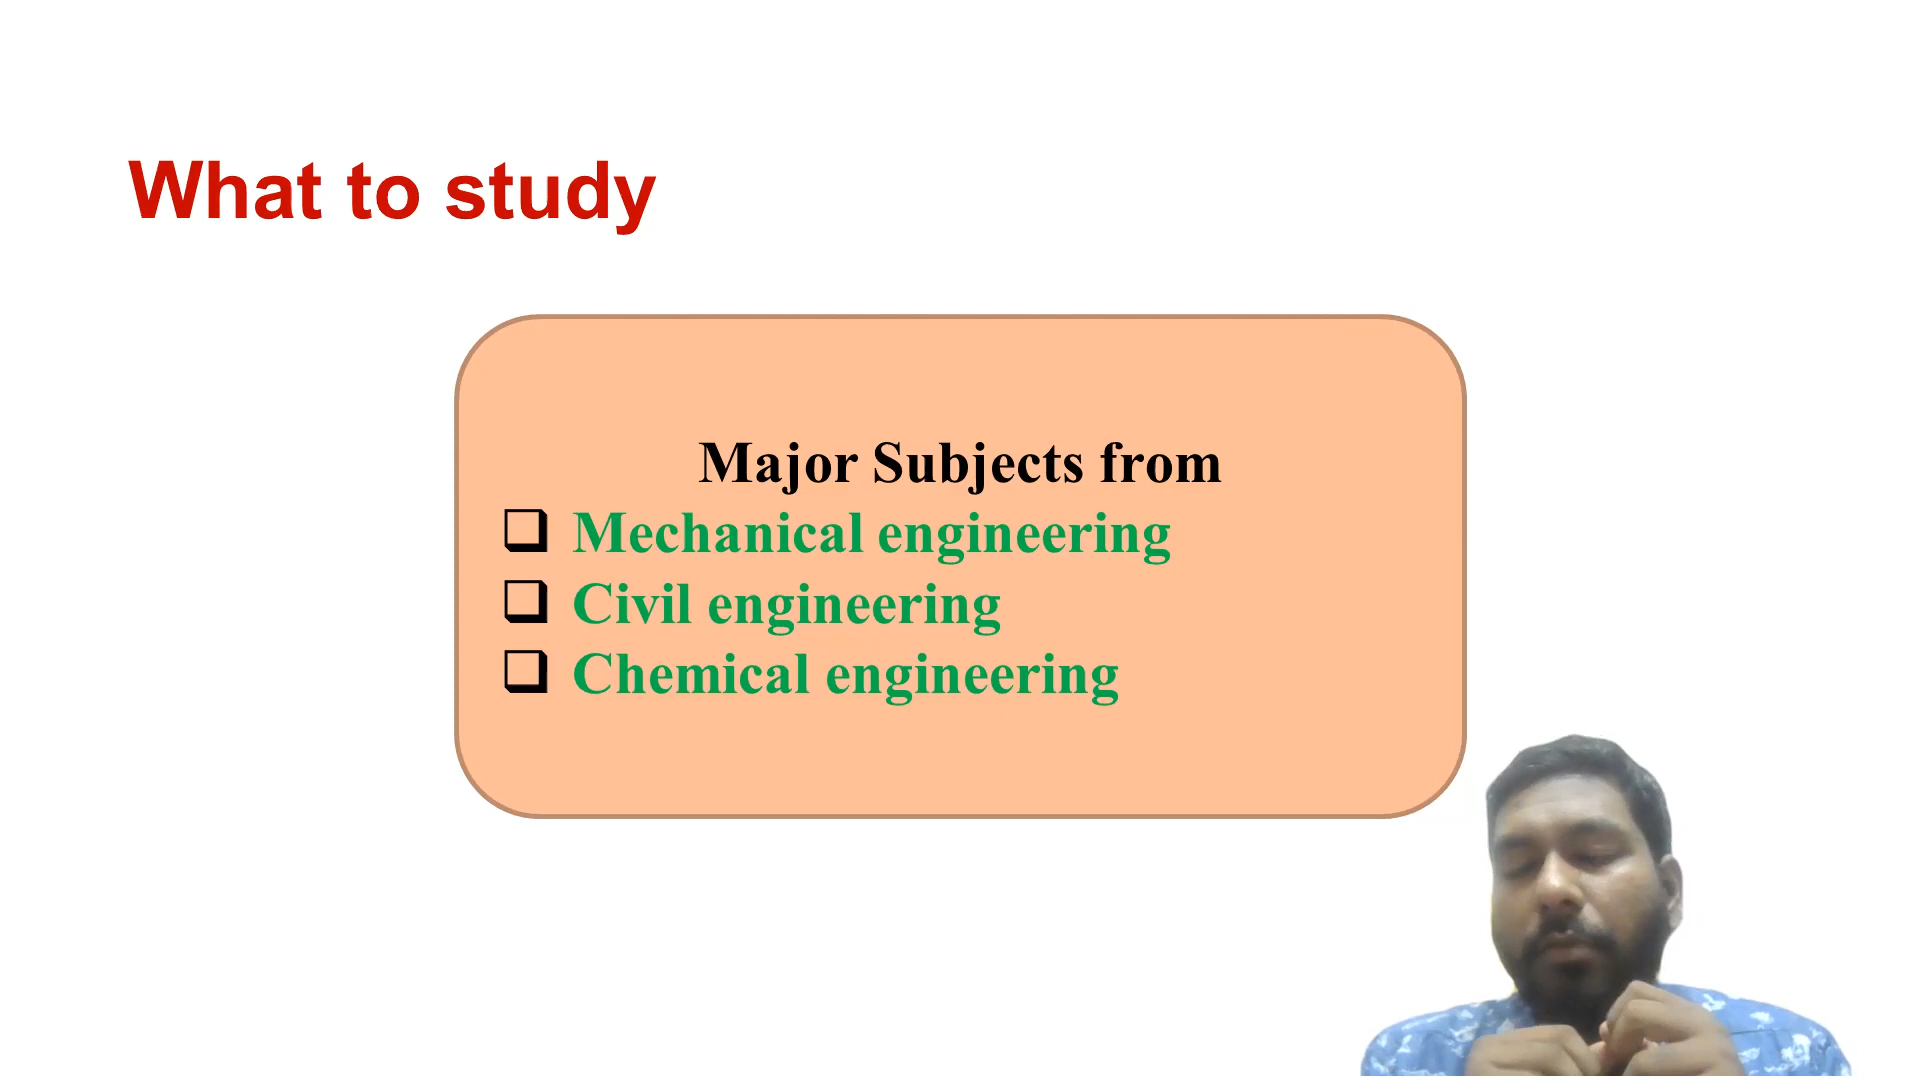 What to study
Major Subjects from
❑ Mechanical engineering
❑ Civil engineering
❑ Chemical engineering